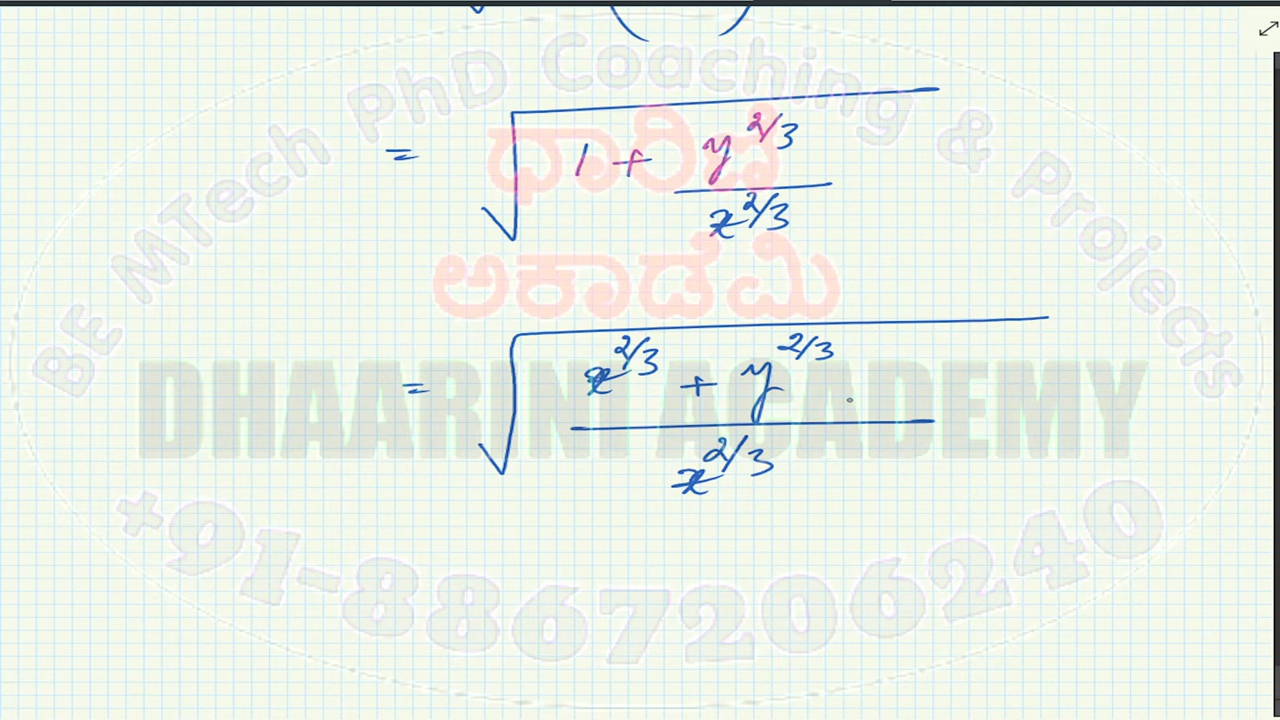 BE MTech PhD Coaching & Projects
= √(1 + y^2/3 / x^2/3)
ಧಾರಿಣಿ
ಅಕಾಡೆಮಿ
= √((x^2/3 + y^2/3) / x^2/3)
DHAARINI ACADEMY
+91-8867206240